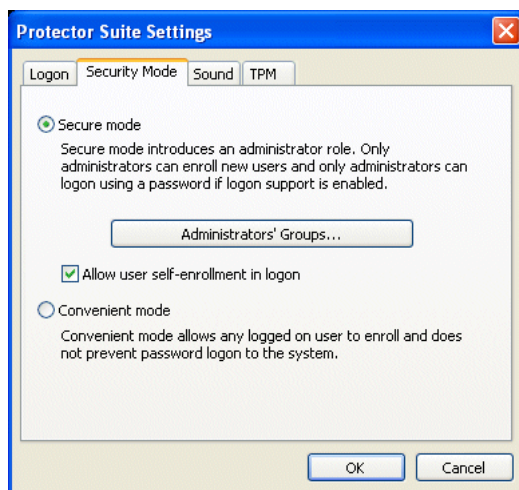 Protector Suite Settings
Logon Security Mode Sound TPM
Secure mode
Secure mode introduces an administrator role. Only
administrators can enroll new users and only administrators can
logon using a password if logon support is enabled.
Administrators' Groups...
Allow user self-enrollment in logon
Convenient mode
Convenient mode allows any logged on user to enroll and does
not prevent password logon to the system.
OK Cancel